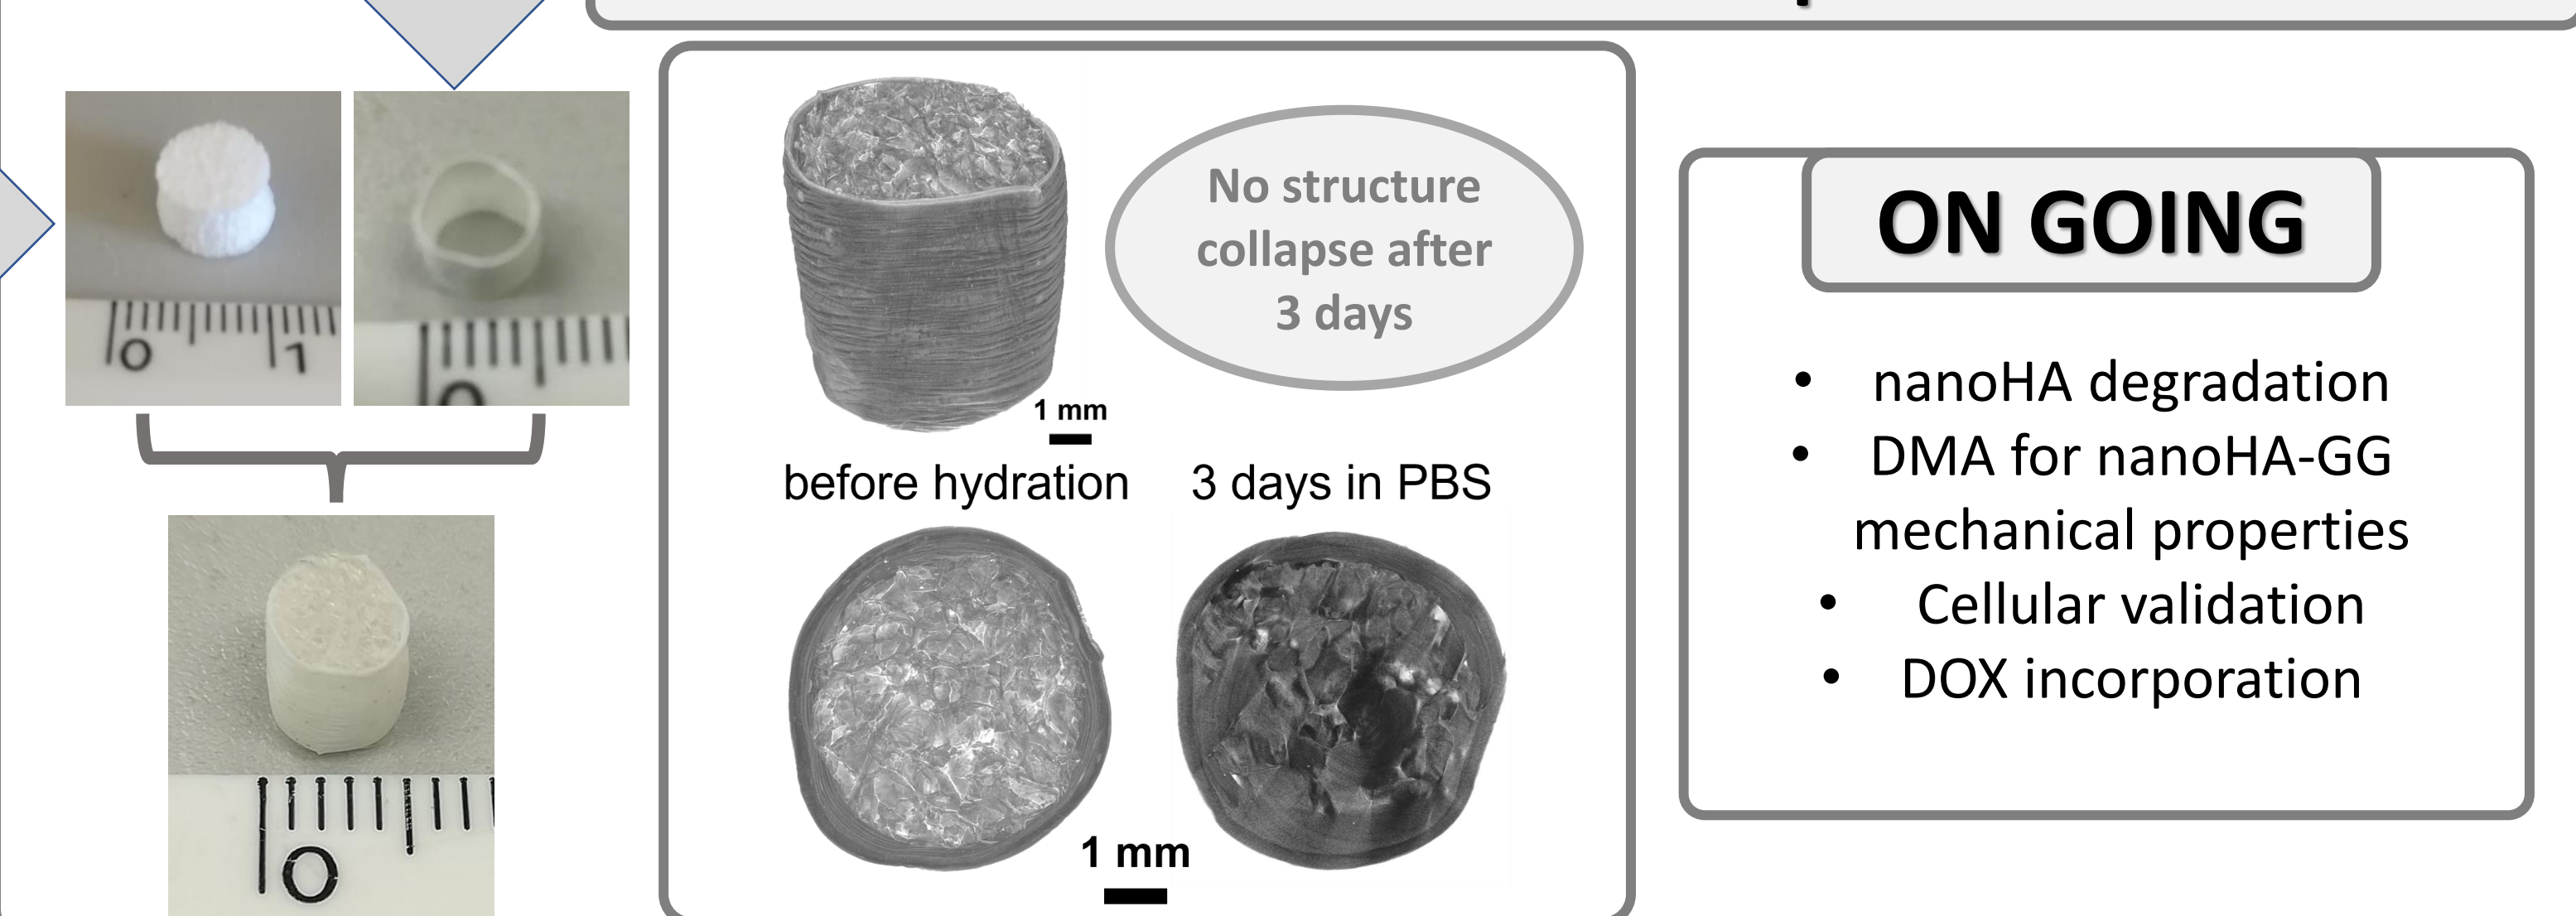 0 1
0
0
No structure
collapse after
3 days
1 mm
before hydration
3 days in PBS
1 mm
ON GOING
• nanoHA degradation
• DMA for nanoHA-GG
mechanical properties
• Cellular validation
• DOX incorporation